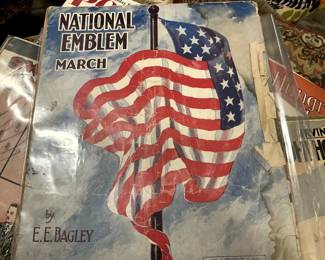 NATIONAL
EMBLEM
MARCH
by
E. E. BAGLEY